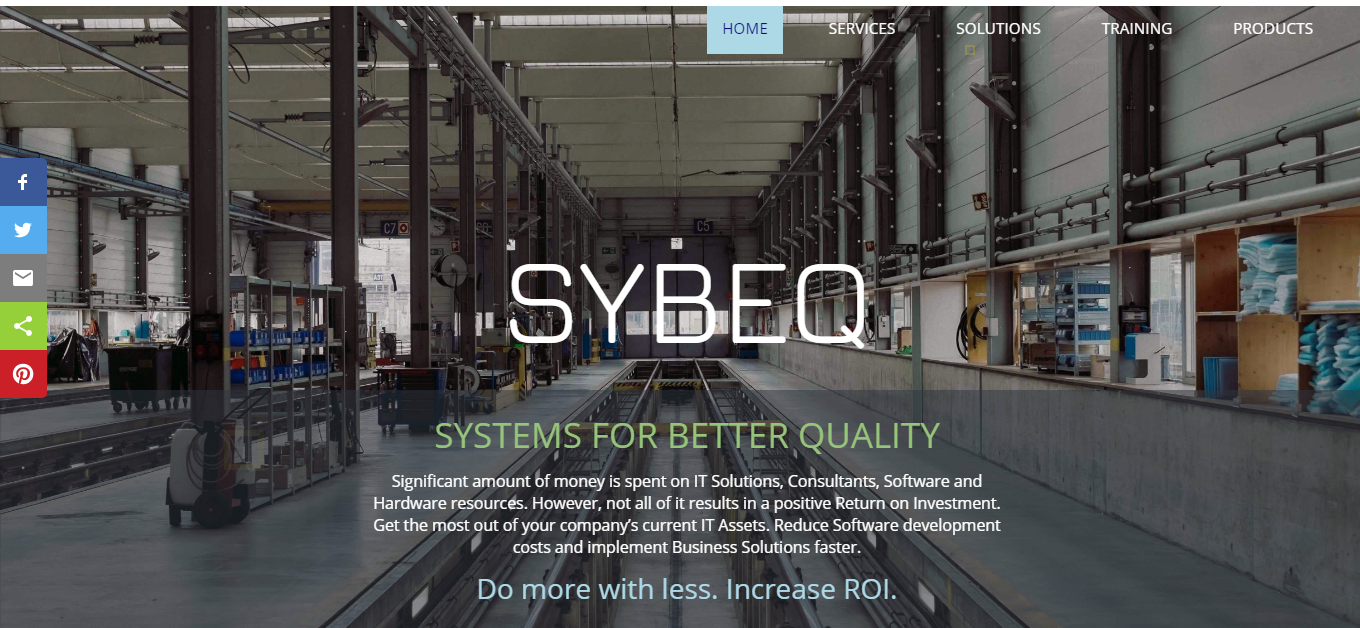 HOME SERVICES SOLUTIONS TRAINING PRODUCTS
C7
C5
SYBEQ
SYSTEMS FOR BETTER QUALITY
Significant amount of money is spent on IT Solutions, Consultants, Software and
Hardware resources. However, not all of it results in a positive Return on Investment.
Get the most out of your company’s current IT Assets. Reduce Software development
costs and implement Business Solutions faster.
Do more with less. Increase ROI.